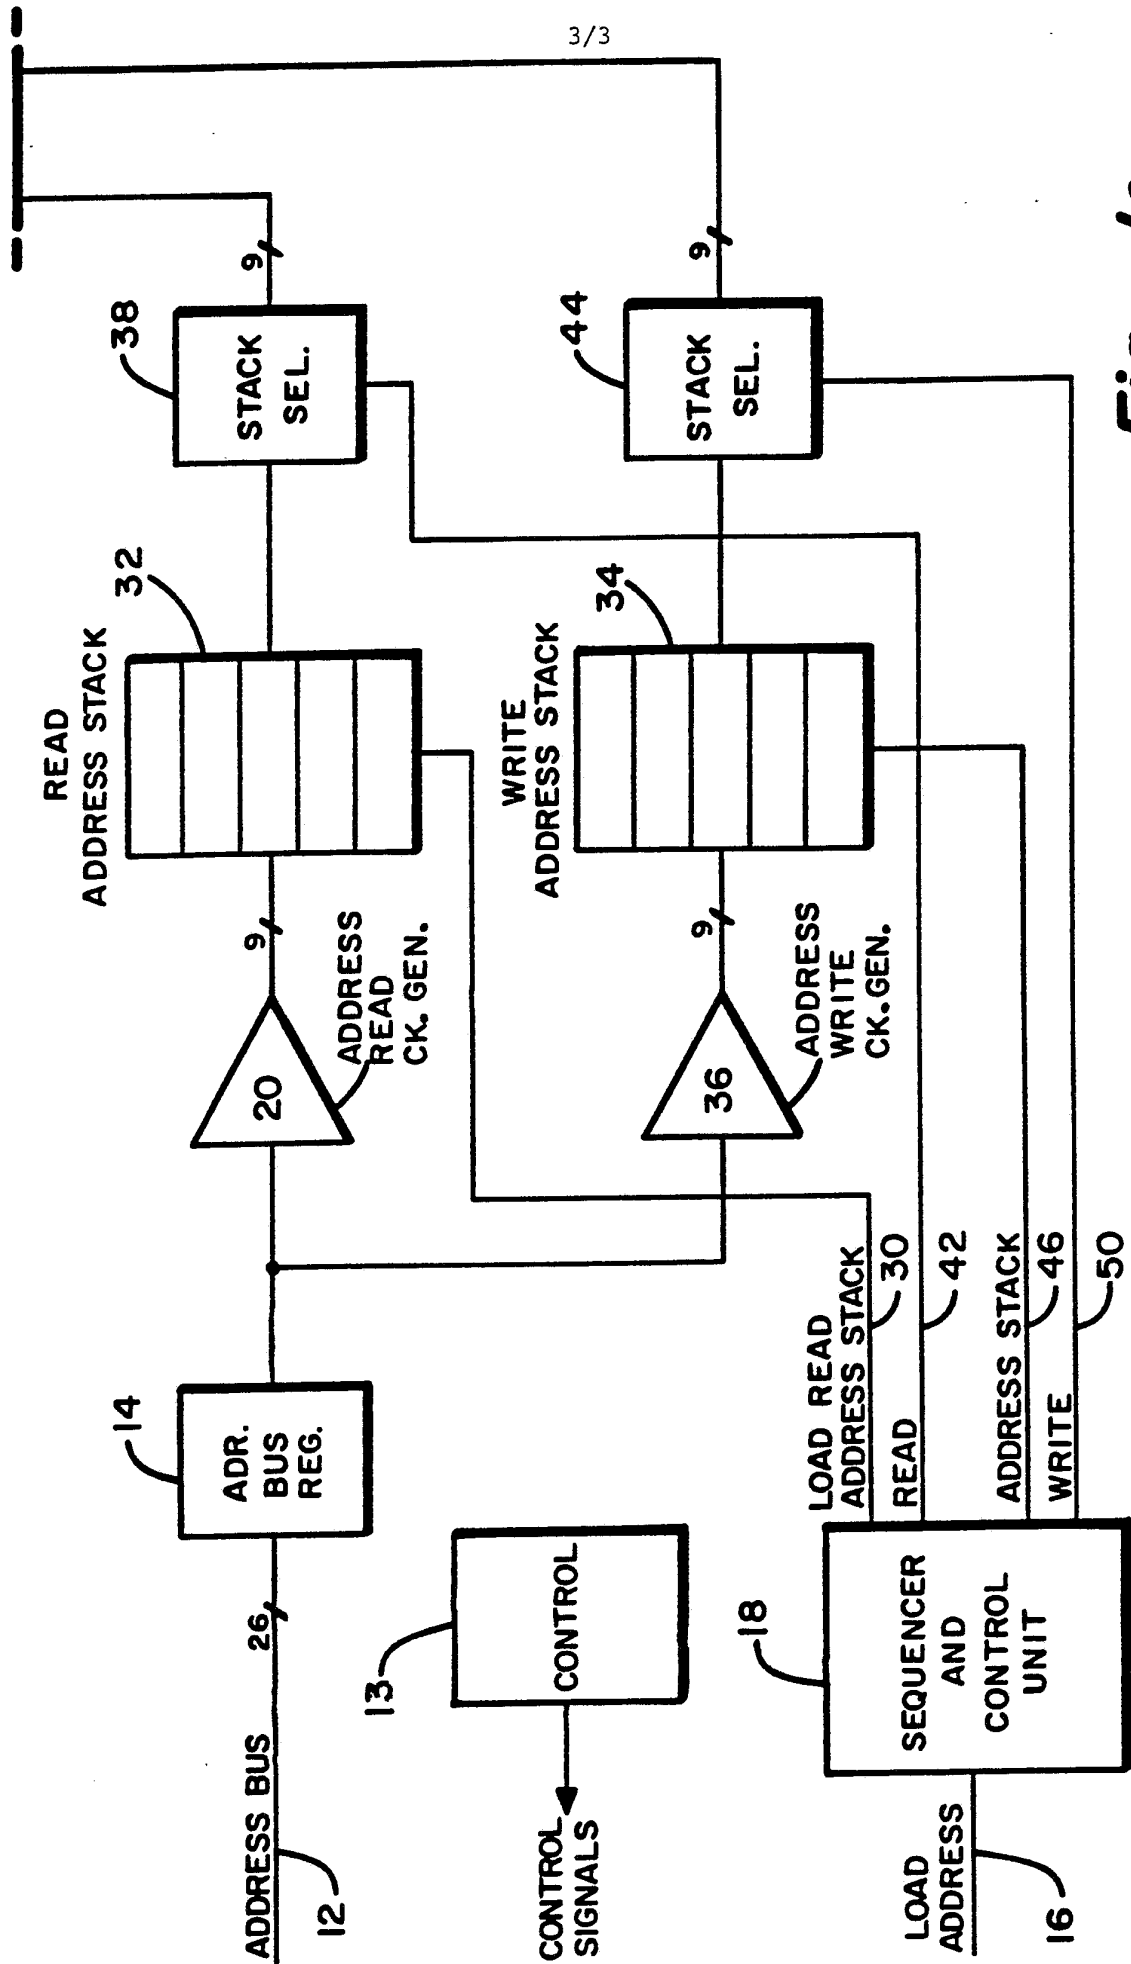 3/3
ADDRESS BUS
12
26
14
ADR.
BUS
REG.
20
ADDRESS
READ
CK. GEN.
9
READ
ADDRESS STACK
32
38
STACK
SEL.
9
36
ADDRESS
WRITE
CK. GEN.
9
WRITE
ADDRESS STACK
34
44
STACK
SEL.
9
CONTROL
SIGNALS
13
CONTROL
LOAD
ADDRESS
16
18
SEQUENCER
AND
CONTROL
UNIT
LOAD READ
ADDRESS STACK
30
READ
42
ADDRESS STACK
46
WRITE
50